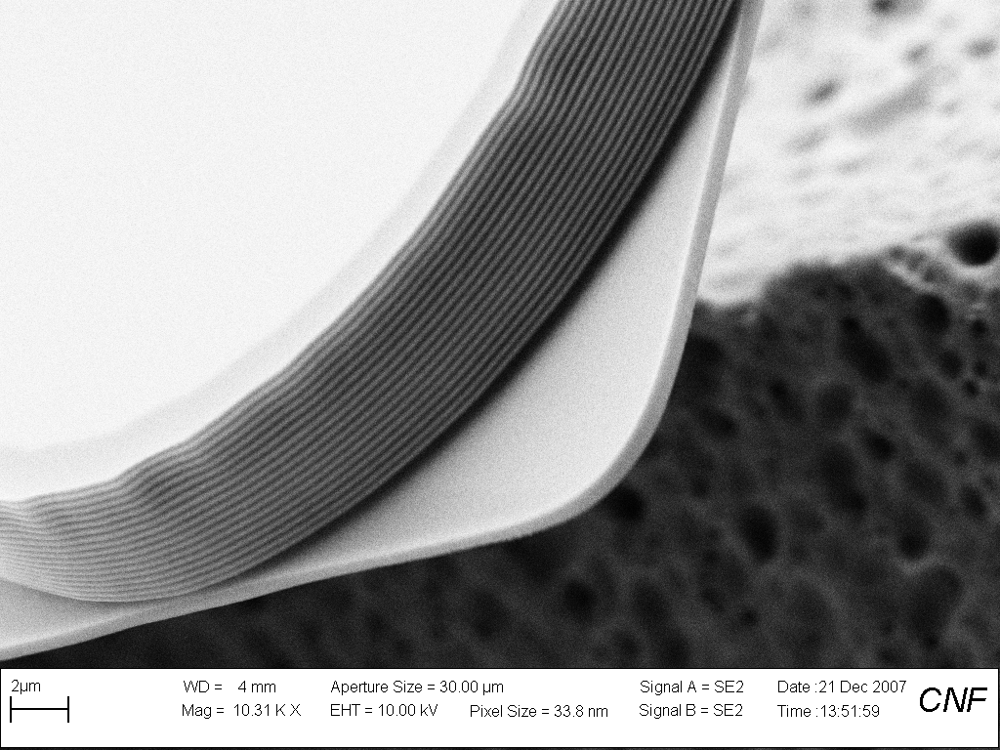 2µm WD = 4 mm Aperture Size = 30.00 µm Signal A = SE2 Date :21 Dec 2007 CNF
Mag = 10.31 K X EHT = 10.00 kV Pixel Size = 33.8 nm Signal B = SE2 Time :13:51:59